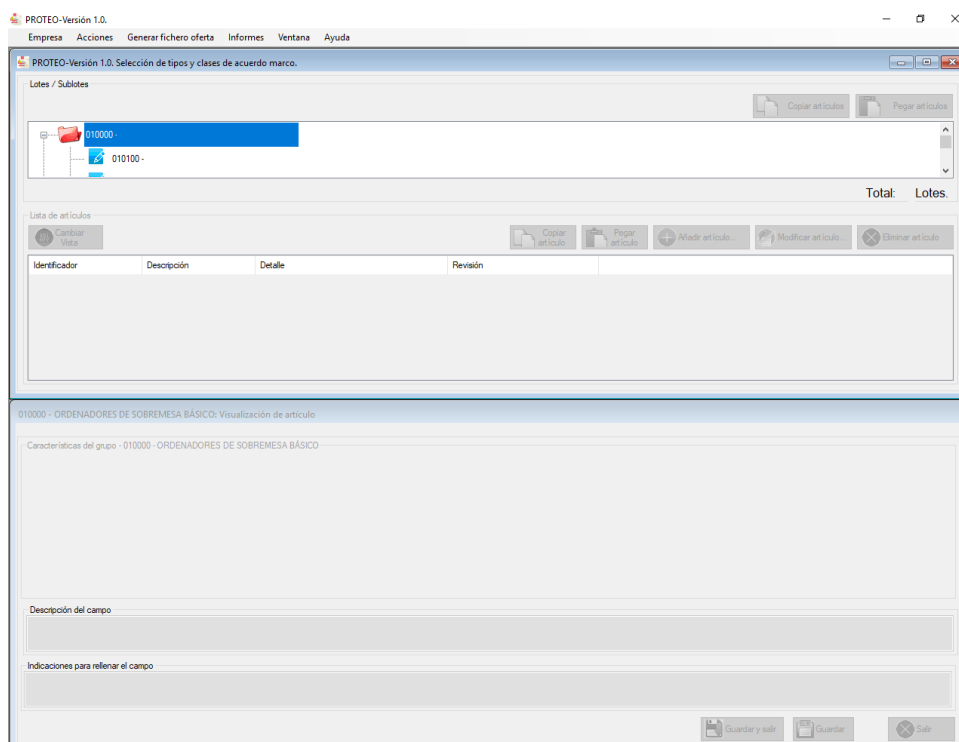 PROTEO-Versión 1.0.
Empresa Acciones Generar fichero oferta Informes Ventana Ayuda
PROTEO-Versión 1.0. Selección de tipos y clases de acuerdo marco.
Lotes / Sublotes
Copiar artículos Pegar artículos
010000 -
010100 -
Total: Lotes.
Lista de artículos
Cambiar Vista Copiar artículo Pegar artículo Añadir artículo... Modificar artículo... Eliminar artículo
Identificador Descripción Detalle Revisión
010000 - ORDENADORES DE SOBREMESA BÁSICO: Visualización de artículo
Características del grupo - 010000 - ORDENADORES DE SOBREMESA BÁSICO
Descripción del campo
Indicaciones para rellenar el campo
Guardar y salir Guardar Salir